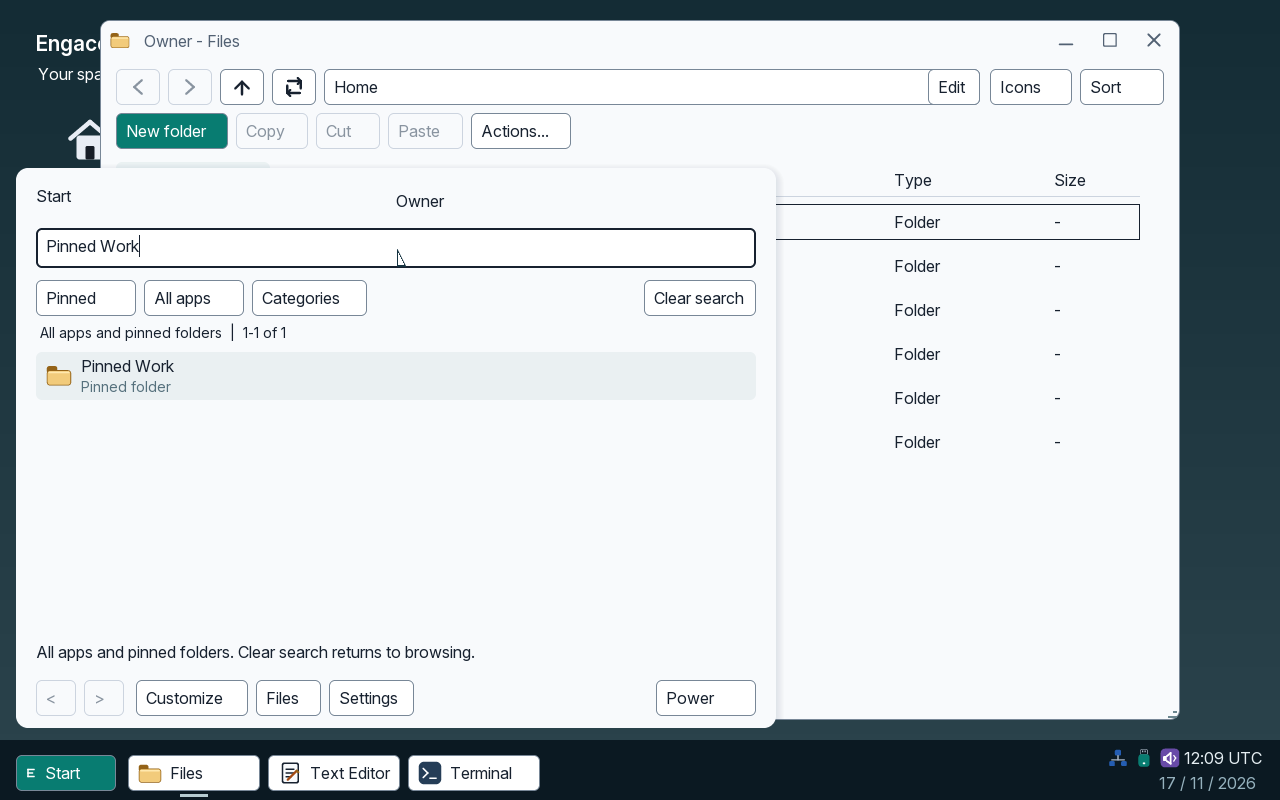 Engac
Your spa
Owner - Files
Home
Edit
Icons
Sort
New folder
Copy
Cut
Paste
Actions...
Type
Size
Folder -
Folder -
Folder -
Folder -
Folder -
Folder -
Start
Owner
Pinned Work
Pinned
All apps
Categories
Clear search
All apps and pinned folders | 1-1 of 1
Pinned Work
Pinned folder
All apps and pinned folders. Clear search returns to browsing.
<
>
Customize
Files
Settings
Power
E Start
Files
Text Editor
Terminal
12:09 UTC
17 / 11 / 2026